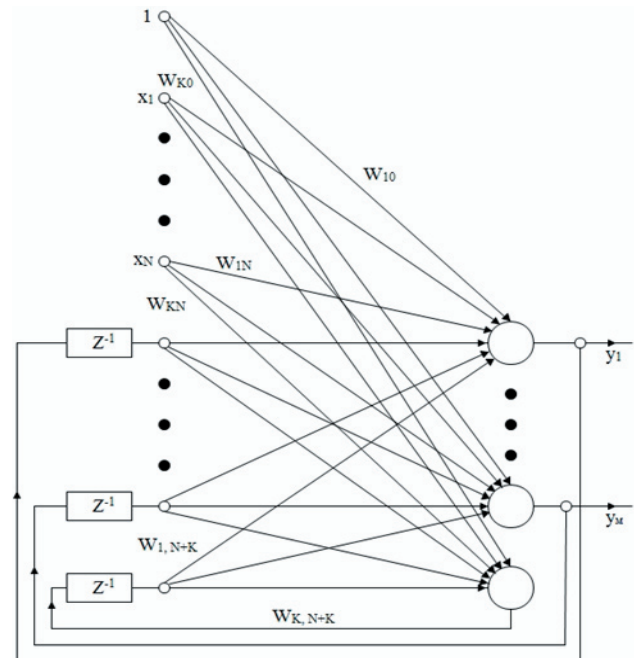 1
W_K0
x_1
W_10
x_N
W_1N
W_KN
Z^-1
y_1
Z^-1
y_M
W_1, N+K
Z^-1
W_K, N+K